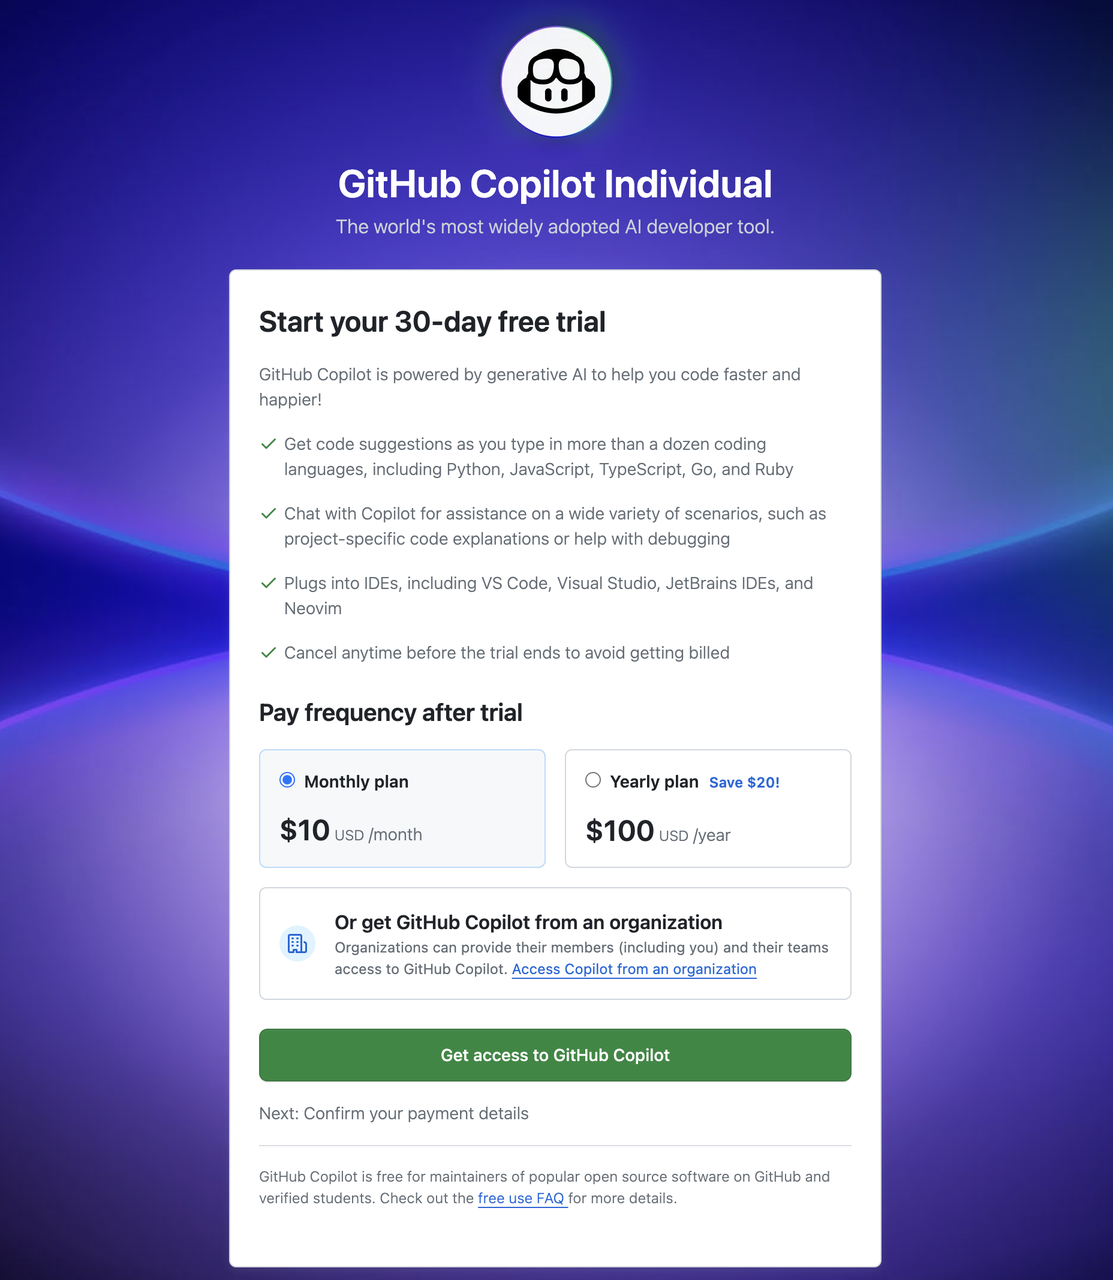 GitHub Copilot Individual
The world's most widely adopted AI developer tool.
Start your 30-day free trial
GitHub Copilot is powered by generative AI to help you code faster and
happier!
Get code suggestions as you type in more than a dozen coding
languages, including Python, JavaScript, TypeScript, Go, and Ruby
Chat with Copilot for assistance on a wide variety of scenarios, such as
project-specific code explanations or help with debugging
Plugs into IDEs, including VS Code, Visual Studio, JetBrains IDEs, and
Neovim
Cancel anytime before the trial ends to avoid getting billed
Pay frequency after trial
Monthly plan
$10 USD /month
Yearly plan Save $20!
$100 USD /year
Or get GitHub Copilot from an organization
Organizations can provide their members (including you) and their teams
access to GitHub Copilot. Access Copilot from an organization
Get access to GitHub Copilot
Next: Confirm your payment details
GitHub Copilot is free for maintainers of popular open source software on GitHub and
verified students. Check out the free use FAQ for more details.